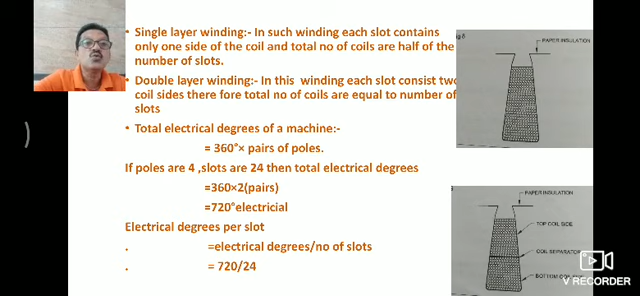 • Single layer winding:- In such winding each slot contains
only one side of the coil and total no of coils are half of the
number of slots.
• Double layer winding:- In this winding each slot consist two
coil sides there fore total no of coils are equal to number of
slots
• Total electrical degrees of a machine:-
= 360°× pairs of poles.
If poles are 4 ,slots are 24 then total electrical degrees
=360×2(pairs)
=720°electricial
Electrical degrees per slot
. =electrical degrees/no of slots
. = 720/24
PAPER INSULATION
PAPER INSULATION
TOP COIL SIDE
COIL SEPARATOR
BOTTOM COIL
V RECORDER